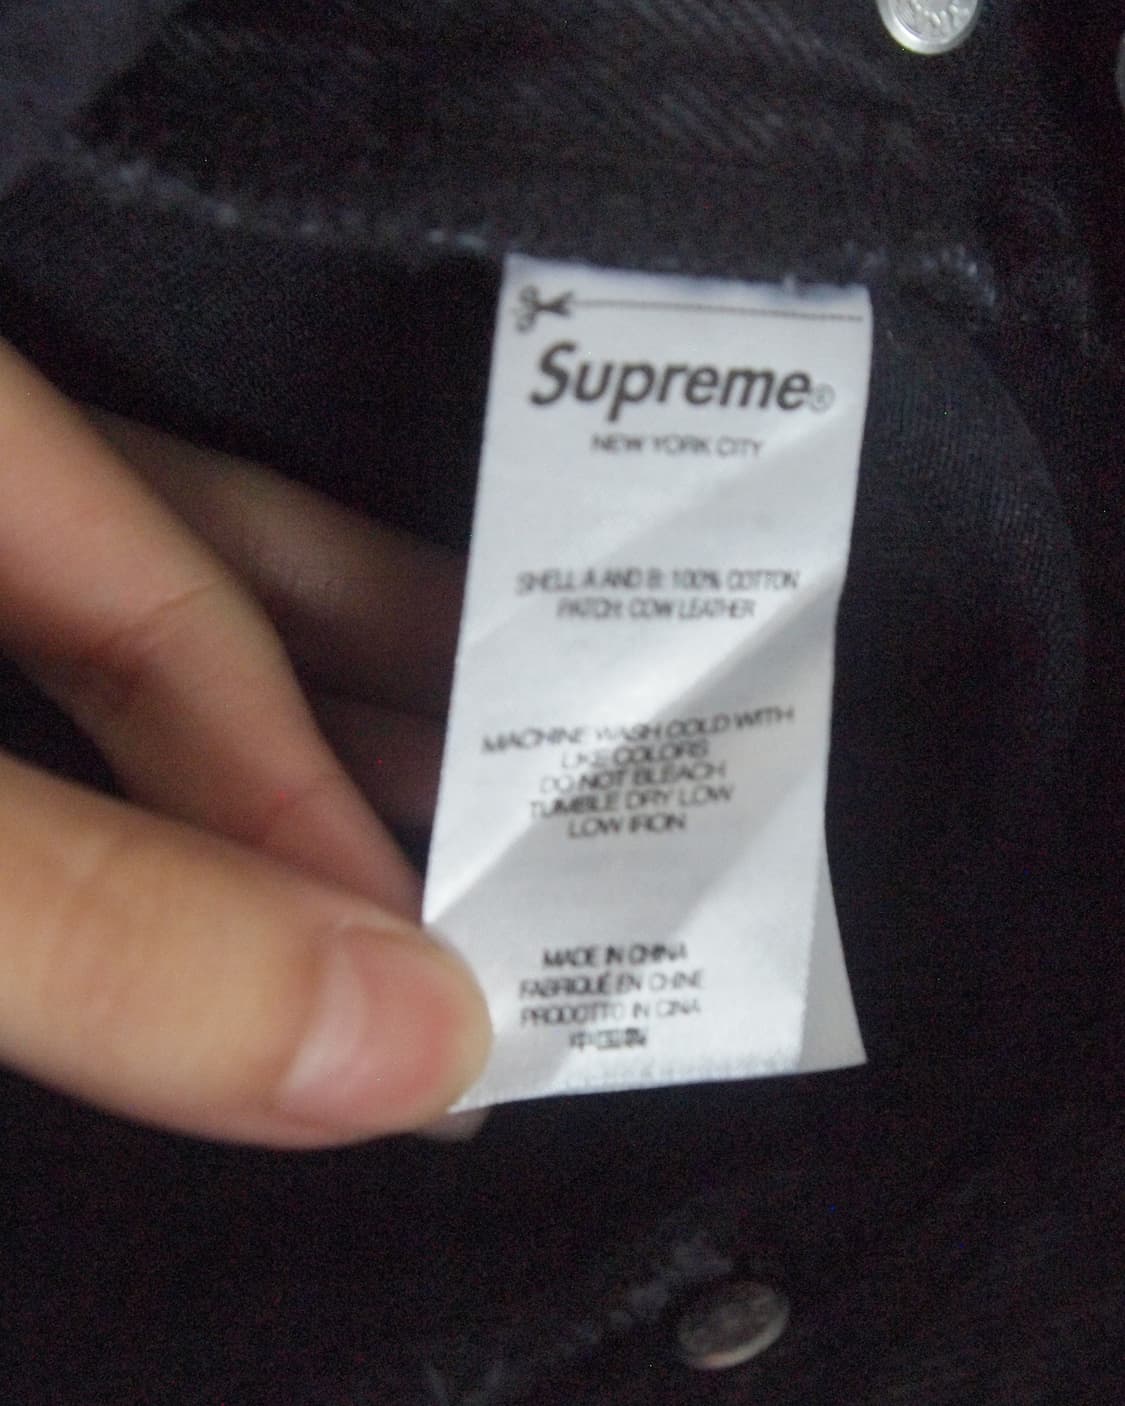 Supreme®
NEW YORK CITY
SHELL A AND B: 100% COTTON
PATCH: COW LEATHER
MACHINE WASH COLD WITH
LIKE COLORS
DO NOT BLEACH
TUMBLE DRY LOW
LOW IRON
MADE IN CHINA
FABRIQUÉ EN CHINE
PRODOTTO IN CINA